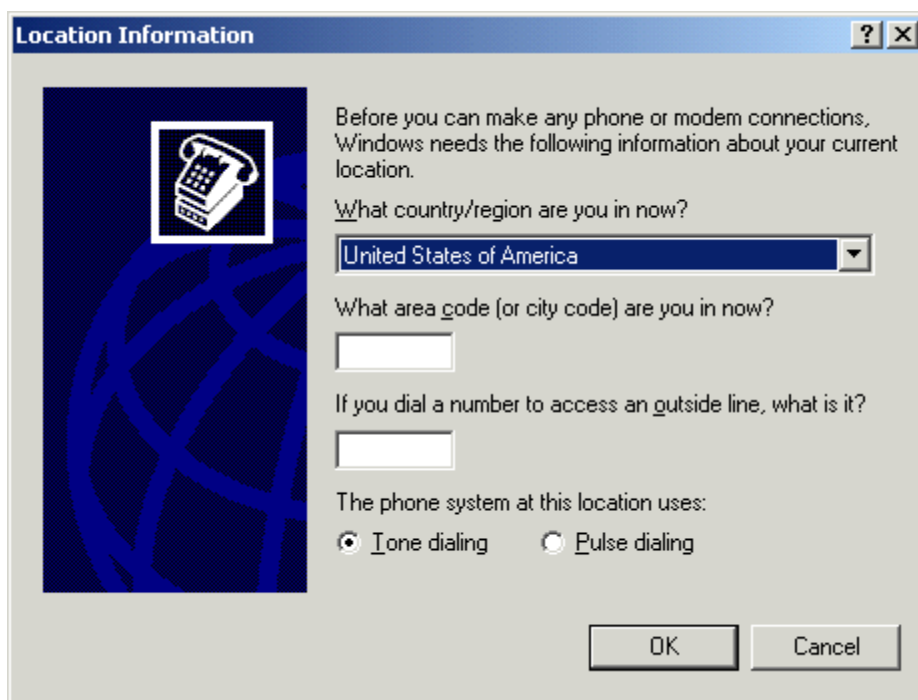 Location Information
Before you can make any phone or modem connections,
Windows needs the following information about your current
location.
What country/region are you in now?
United States of America
What area code (or city code) are you in now?
If you dial a number to access an outside line, what is it?
The phone system at this location uses:
Tone dialing Pulse dialing
OK Cancel